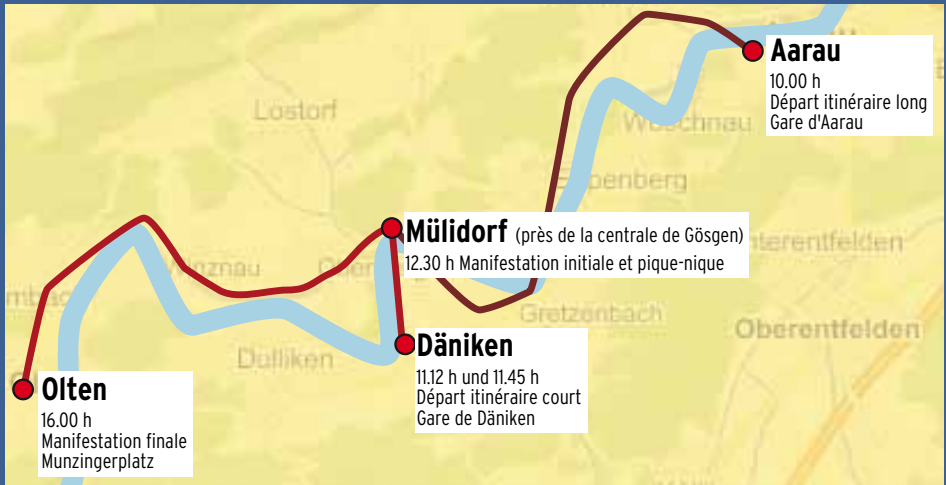 Aarau
10.00 h
Départ itinéraire long
Gare d'Aarau
Lostorf
Wöschnau
Mülidorf (près de la centrale de Gösgen)
12.30 h Manifestation initiale et pique-nique
Winznau
Gretzenbach
Oberentfelden
Dulliken
Däniken
11.12 h und 11.45 h
Départ itinéraire court
Gare de Däniken
Olten
16.00 h
Manifestation finale
Munzingerplatz